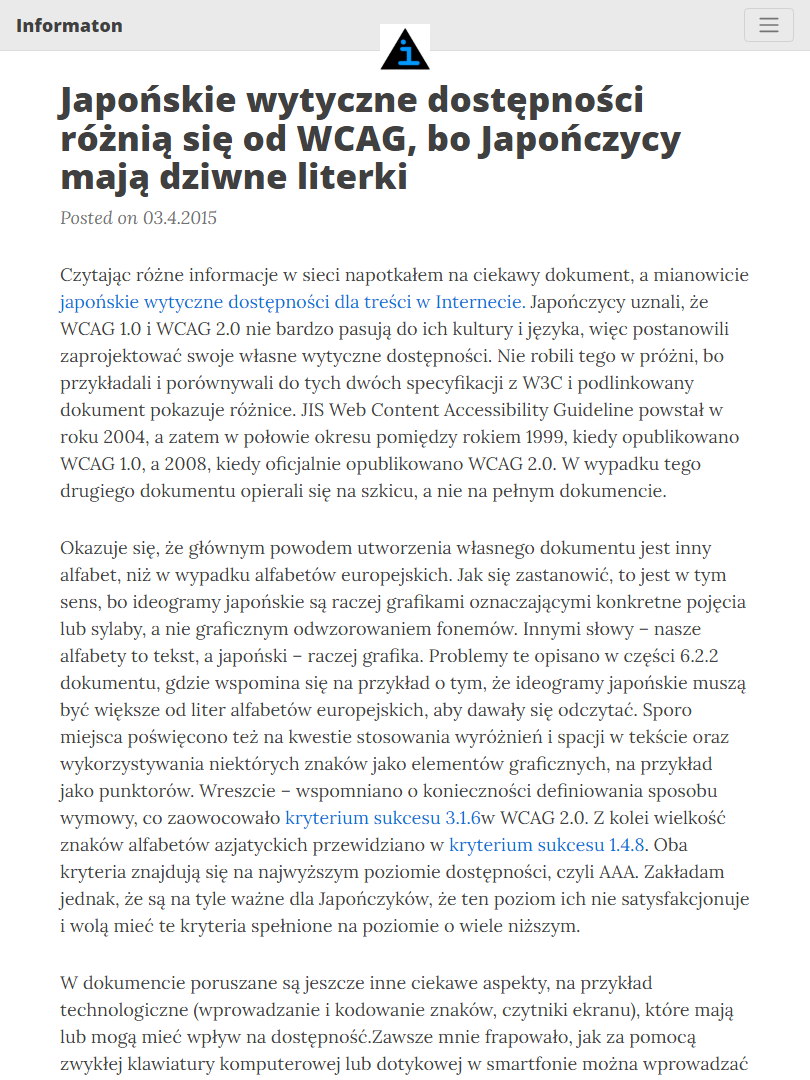 Informaton
Japońskie wytyczne dostępności
różnią się od WCAG, bo Japończycy
mają dziwne literki
Posted on 03.4.2015
Czytając różne informacje w sieci napotkałem na ciekawy dokument, a mianowicie
japońskie wytyczne dostępności dla treści w Internecie. Japończycy uznali, że
WCAG 1.0 i WCAG 2.0 nie bardzo pasują do ich kultury i języka, więc postanowili
zaprojektować swoje własne wytyczne dostępności. Nie robili tego w próżni, bo
przykładali i porównywali do tych dwóch specyfikacji z W3C i podlinkowany
dokument pokazuje różnice. JIS Web Content Accessibility Guideline powstał w
roku 2004, a zatem w połowie okresu pomiędzy rokiem 1999, kiedy opublikowano
WCAG 1.0, a 2008, kiedy oficjalnie opublikowano WCAG 2.0. W wypadku tego
drugiego dokumentu opierali się na szkicu, a nie na pełnym dokumencie.
Okazuje się, że głównym powodem utworzenia własnego dokumentu jest inny
alfabet, niż w wypadku alfabetów europejskich. Jak się zastanowić, to jest w tym
sens, bo ideogramy japońskie są raczej grafikami oznaczającymi konkretne pojęcia
lub sylaby, a nie graficznym odwzorowaniem fonemów. Innymi słowy – nasze
alfabety to tekst, a japoński – raczej grafika. Problemy te opisano w części 6.2.2
dokumentu, gdzie wspomina się na przykład o tym, że ideogramy japońskie muszą
być większe od liter alfabetów europejskich, aby dawały się odczytać. Sporo
miejsca poświęcono też na kwestie stosowania wyróżnień i spacji w tekście oraz
wykorzystywania niektórych znaków jako elementów graficznych, na przykład
jako punktorów. Wreszcie – wspomniano o konieczności definiowania sposobu
wymowy, co zaowocowało kryterium sukcesu 3.1.6w WCAG 2.0. Z kolei wielkość
znaków alfabetów azjatyckich przewidziano w kryterium sukcesu 1.4.8. Oba
kryteria znajdują się na najwyższym poziomie dostępności, czyli AAA. Zakładam
jednak, że są na tyle ważne dla Japończyków, że ten poziom ich nie satysfakcjonuje
i wolą mieć te kryteria spełnione na poziomie o wiele niższym.
W dokumencie poruszane są jeszcze inne ciekawe aspekty, na przykład
technologiczne (wprowadzanie i kodowanie znaków, czytniki ekranu), które mają
lub mogą mieć wpływ na dostępność.Zawsze mnie frapowało, jak za pomocą
zwykłej klawiatury komputerowej lub dotykowej w smartfonie można wprowadzać